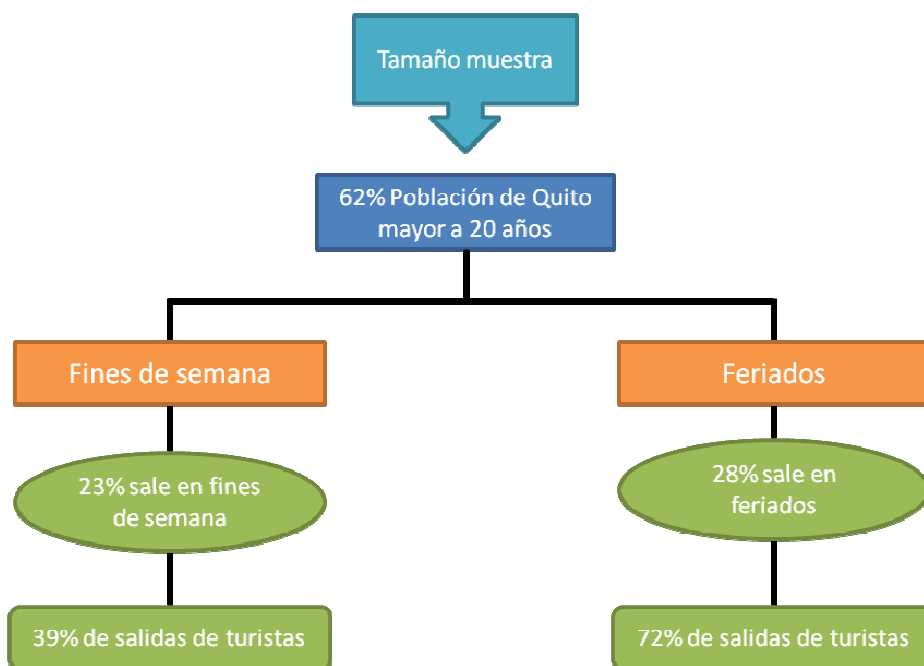 Tamaño muestra
62% Población de Quito
mayor a 20 años
Fines de semana
Feriados
23% sale en fines
de semana
28% sale en
feriados
39% de salidas de turistas
72% de salidas de turistas